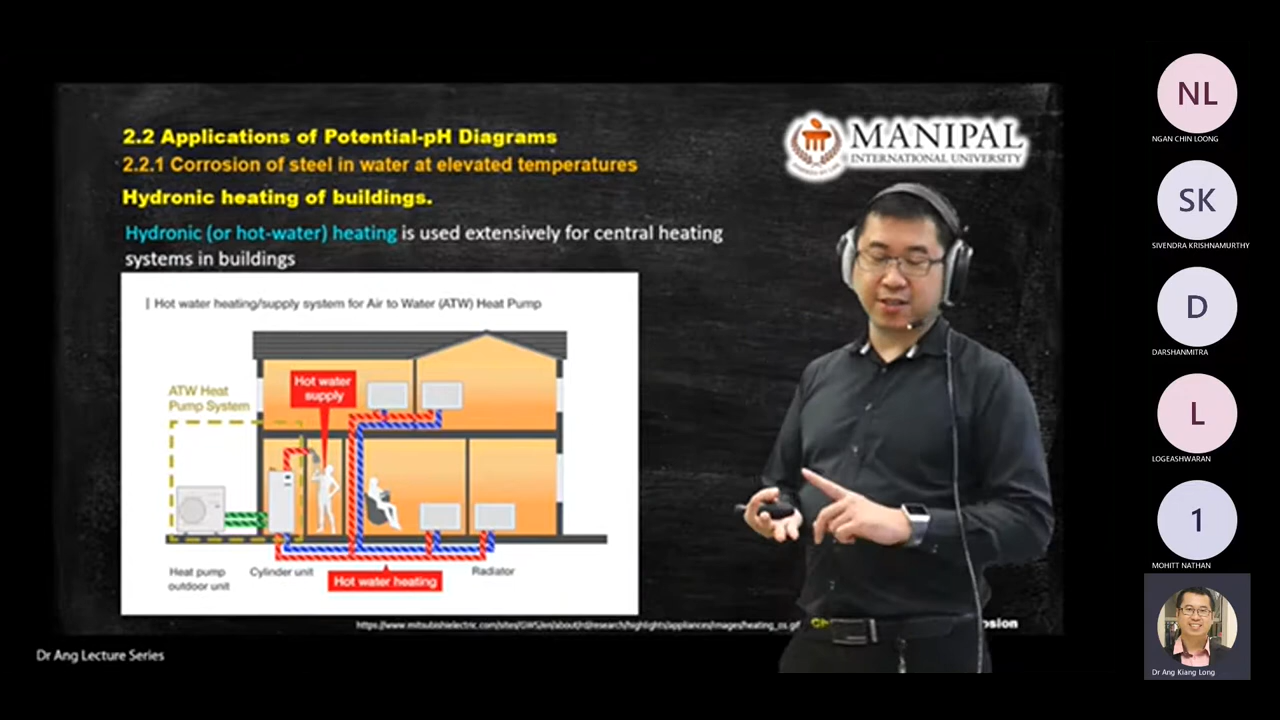 2.2 Applications of Potential-pH Diagrams
2.2.1 Corrosion of steel in water at elevated temperatures
Hydronic heating of buildings.
Hydronic (or hot-water) heating is used extensively for central heating
systems in buildings
MANIPAL
INTERNATIONAL UNIVERSITY
Hot water heating/supply system for Air to Water (ATW) Heat Pump
ATW Heat
Pump System
Hot water
supply
Heat pump
outdoor unit
Cylinder unit
Hot water heating
Radiator
Dr Ang Lecture Series
NL
NGAN CHIN LOONG
SK
SIVENDRA KRISHNAMURTHY
D
DARSHANMITRA
L
LOGEASHWARAN
1
MOHITT NATHAN
Dr Ang Kiang Long